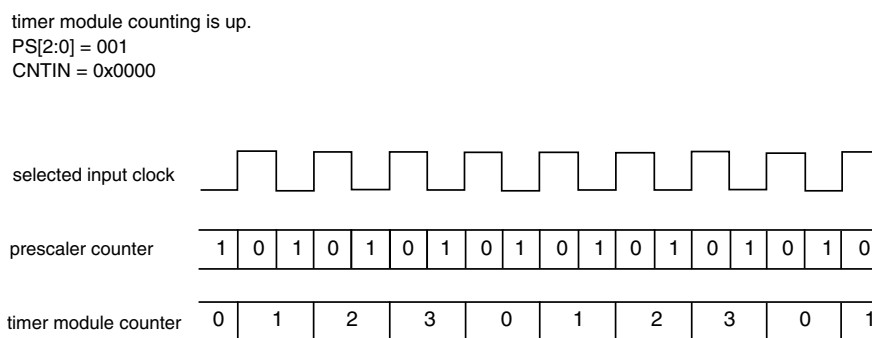 timer module counting is up.
PS[2:0] = 001
CNTIN = 0x0000
selected input clock
prescaler counter 1 0 1 0 1 0 1 0 1 0 1 0 1 0 1 0 1 0
timer module counter 0 1 2 3 0 1 2 3 0 1